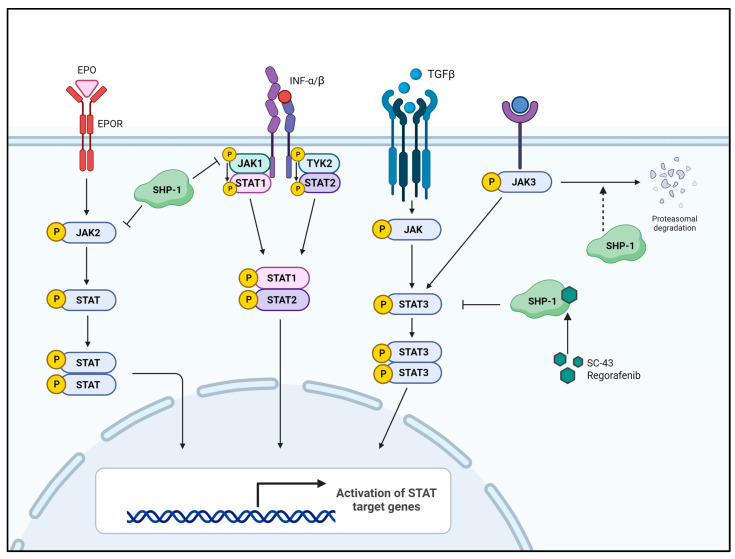 EPO
EPOR
INF-α/β
TGFβ
P
JAK1
P
STAT1
P
TYK2
P
STAT2
SHP-1
P
JAK2
P
JAK
P
JAK3
Proteasomal
degradation
SHP-1
P
STAT
P
STAT1
P
STAT2
P
STAT3
SHP-1
SC-43
Regorafenib
P
STAT
P
STAT
P
STAT3
P
STAT3
Activation of STAT
target genes